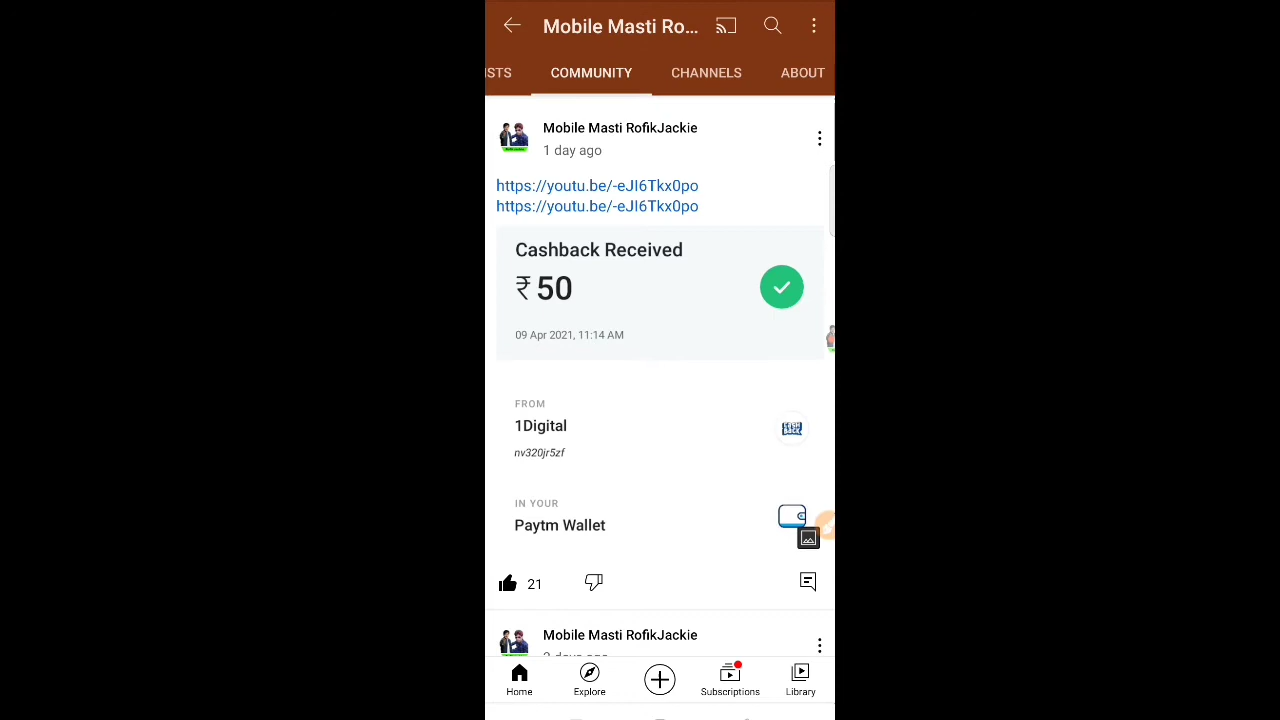 Mobile Masti Ro...
ISTS COMMUNITY CHANNELS ABOUT
Mobile Masti RofikJackie
1 day ago
https://youtu.be/-eJI6Tkx0po
https://youtu.be/-eJI6Tkx0po
Cashback Received
₹50
09 Apr 2021, 11:14 AM
FROM
1Digital
CASH
BACK
nv320jr5zf
IN YOUR
Paytm Wallet
21
Mobile Masti RofikJackie
Home Explore Subscriptions Library